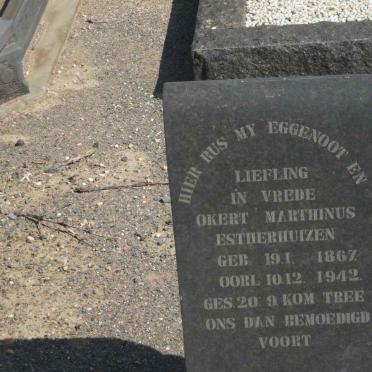 HIER RUS MY EGGENOOT EN
LIEFLING
IN VREDE
OKERT MARTHINUS
ESTHERHUIZEN
GEB 19.1. 1867
OORL 10.12. 1942.
GES 20 9 KOM TREE
ONS DAN BEMOEDIGD
VOORT